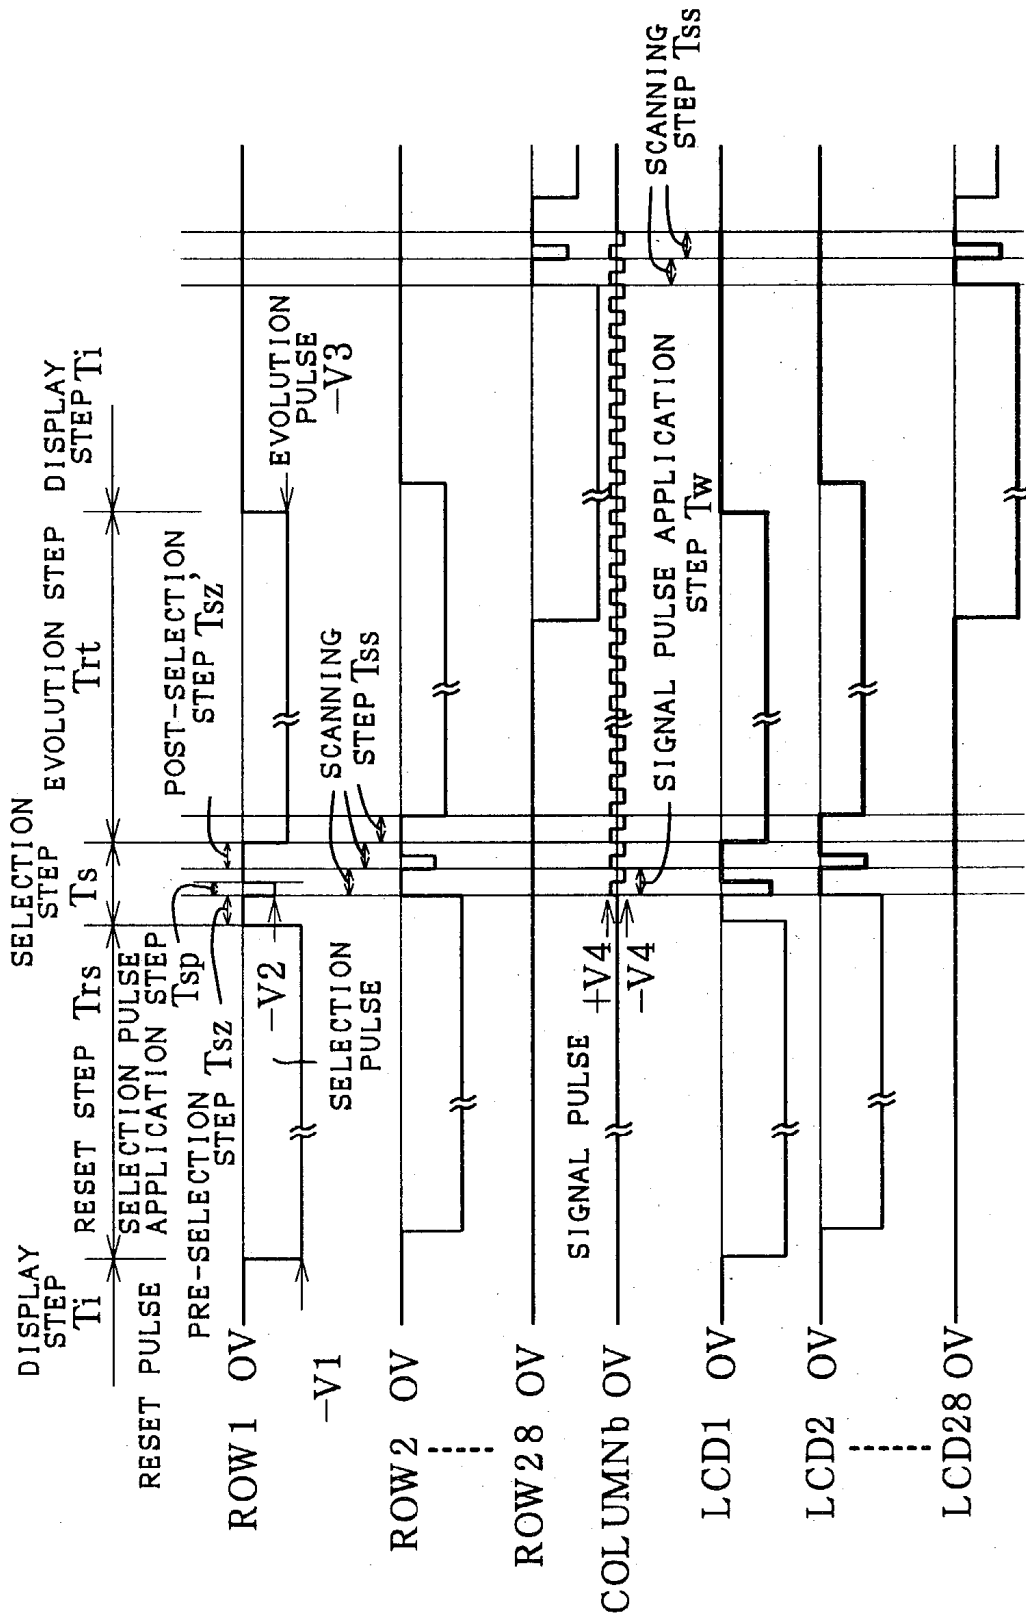 DISPLAY
STEP
Ti
RESET STEP Trs
SELECTION
STEP
Ts
EVOLUTION STEP
Trt
DISPLAY
STEP Ti
RESET PULSE
SELECTION PULSE
APPLICATION STEP
Tsp
PRE-SELECTION
STEP Tsz
POST-SELECTION
STEP Tsz'
ROW1 0V
-V1
-V2
SELECTION
PULSE
EVOLUTION
PULSE
-V3
SCANNING
STEP Tss
ROW2 0V
ROW28 0V
SIGNAL PULSE
+V4
-V4
COLUMNb 0V
SIGNAL PULSE APPLICATION
STEP Tw
SCANNING
STEP Tss
LCD1 0V
LCD2 0V
LCD28 0V